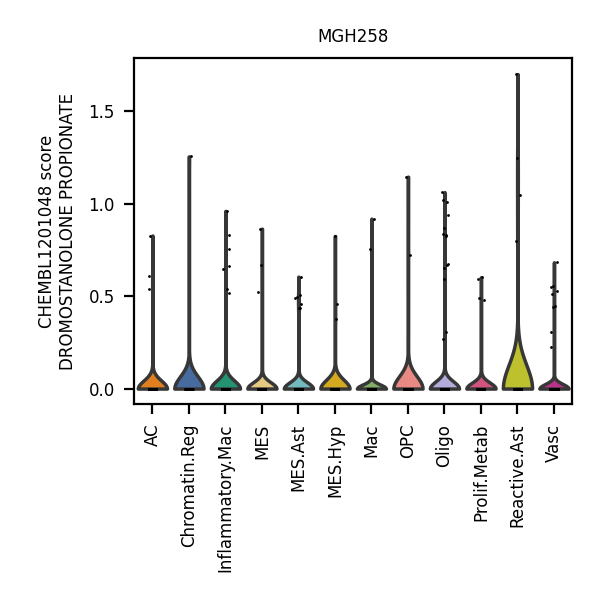 MGH258
CHEMBL1201048 score
DROMOSTANOLONE PROPIONATE
1.5
1.0
0.5
0.0
AC
Chromatin.Reg
Inflammatory.Mac
MES
MES.Ast
MES.Hyp
Mac
OPC
Oligo
Prolif.Metab
Reactive.Ast
Vasc